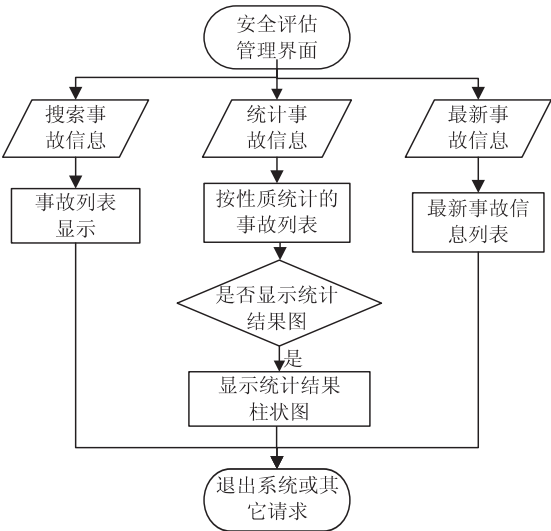 安全评估
管理界面
搜索事
故信息
统计事
故信息
最新事
故信息
事故列表
显示
按性质统计的
事故列表
最新事故信
息列表
是否显示统计
结果图
是
显示统计结果
柱状图
退出系统或其
它请求